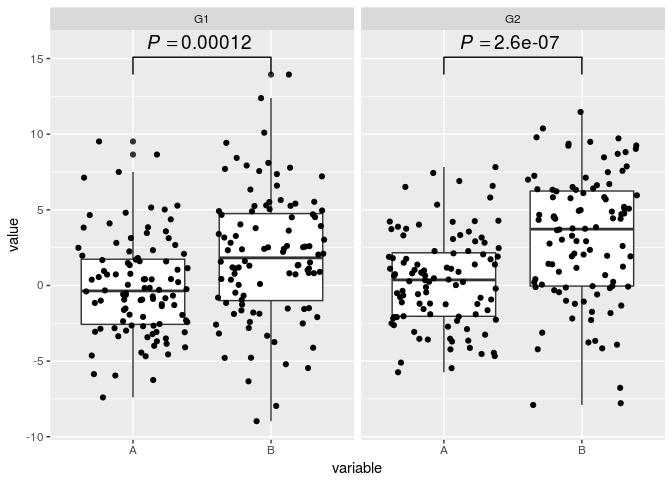 G1
G2
P = 0.00012
P = 2.6e-07
15
10
5
0
-5
-10
value
A
B
A
B
variable